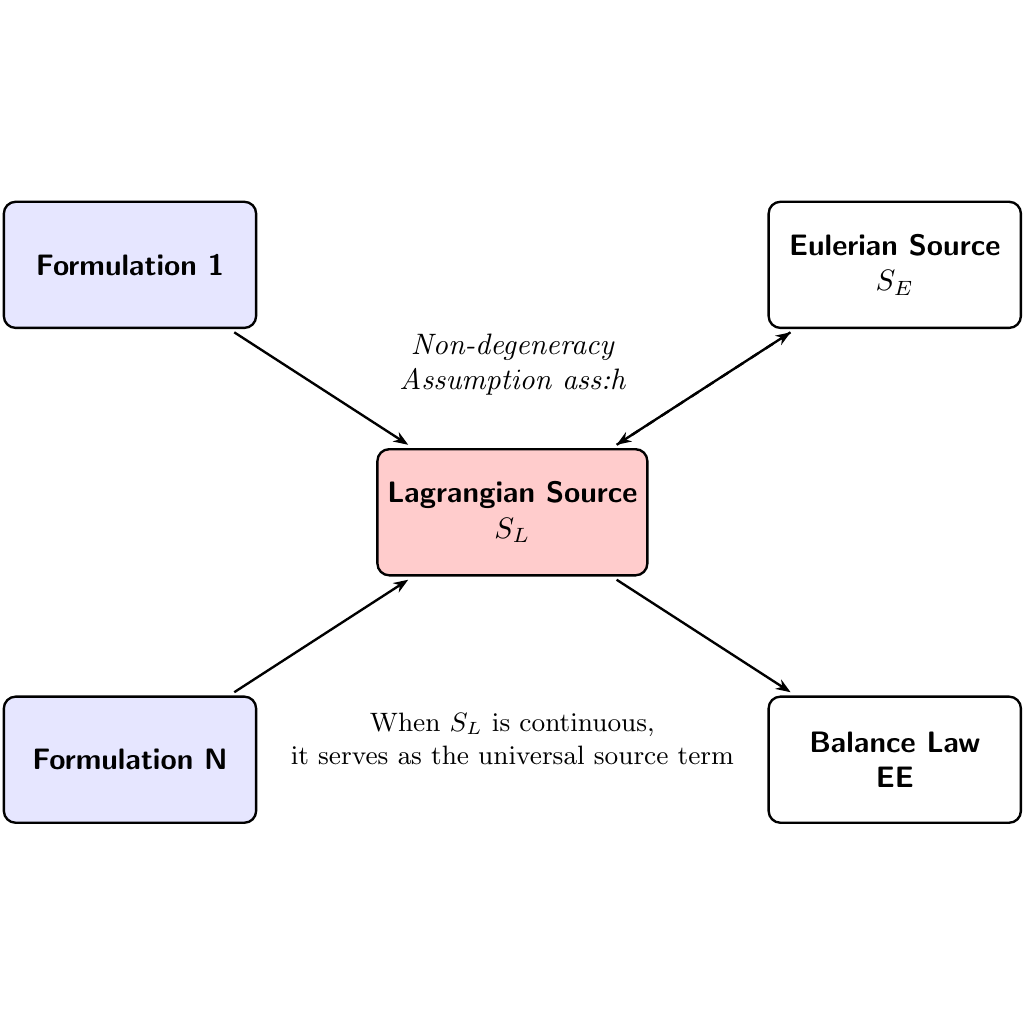 Formulation 1
Eulerian Source
S_E
Non-degeneracy
Assumption ass:h
Lagrangian Source
S_L
When S_L is continuous,
it serves as the universal source term
Formulation N
Balance Law
EE